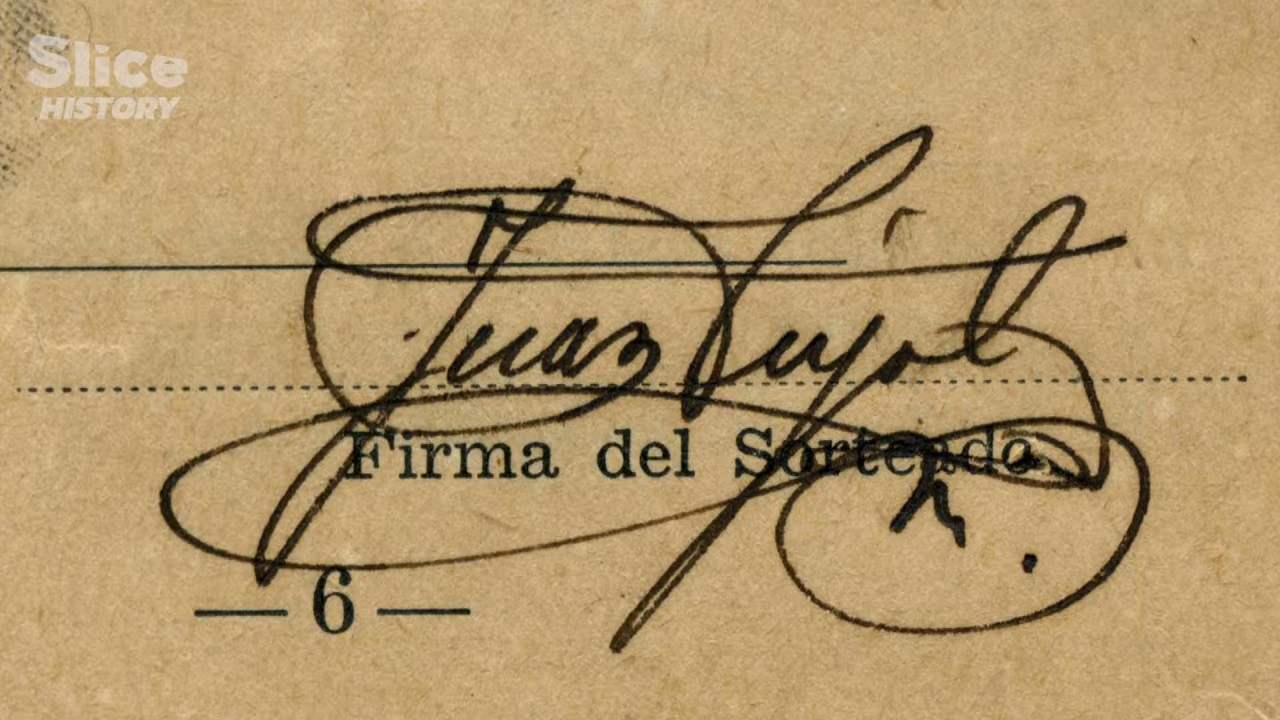 Slice
HISTORY
Juan Pujol
Firma del Sorteado.
— 6 —